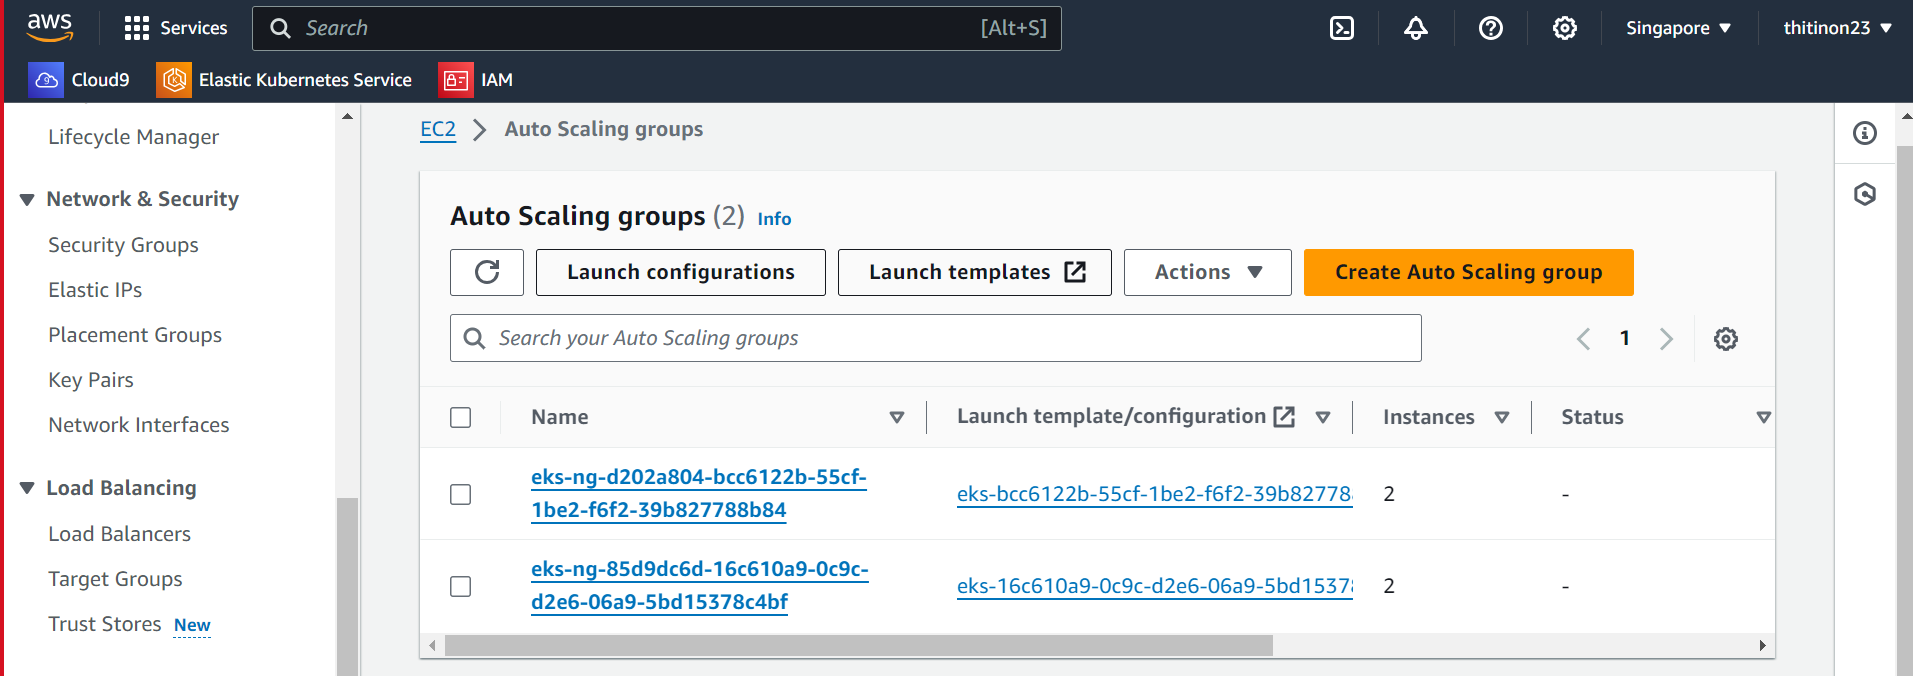 aws Services Search [Alt+S] Singapore thitinon23
Cloud9 Elastic Kubernetes Service IAM
Lifecycle Manager
Network & Security
Security Groups
Elastic IPs
Placement Groups
Key Pairs
Network Interfaces
Load Balancing
Load Balancers
Target Groups
Trust Stores New
EC2 Auto Scaling groups
Auto Scaling groups (2) Info
Launch configurations Launch templates Actions Create Auto Scaling group
Search your Auto Scaling groups 1
Name Launch template/configuration Instances Status
eks-ng-d202a804-bcc6122b-55cf-
1be2-f6f2-39b827788b84
eks-bcc6122b-55cf-1be2-f6f2-39b82778 2 -
eks-ng-85d9dc6d-16c610a9-0c9c-
d2e6-06a9-5bd15378c4bf
eks-16c610a9-0c9c-d2e6-06a9-5bd1537 2 -